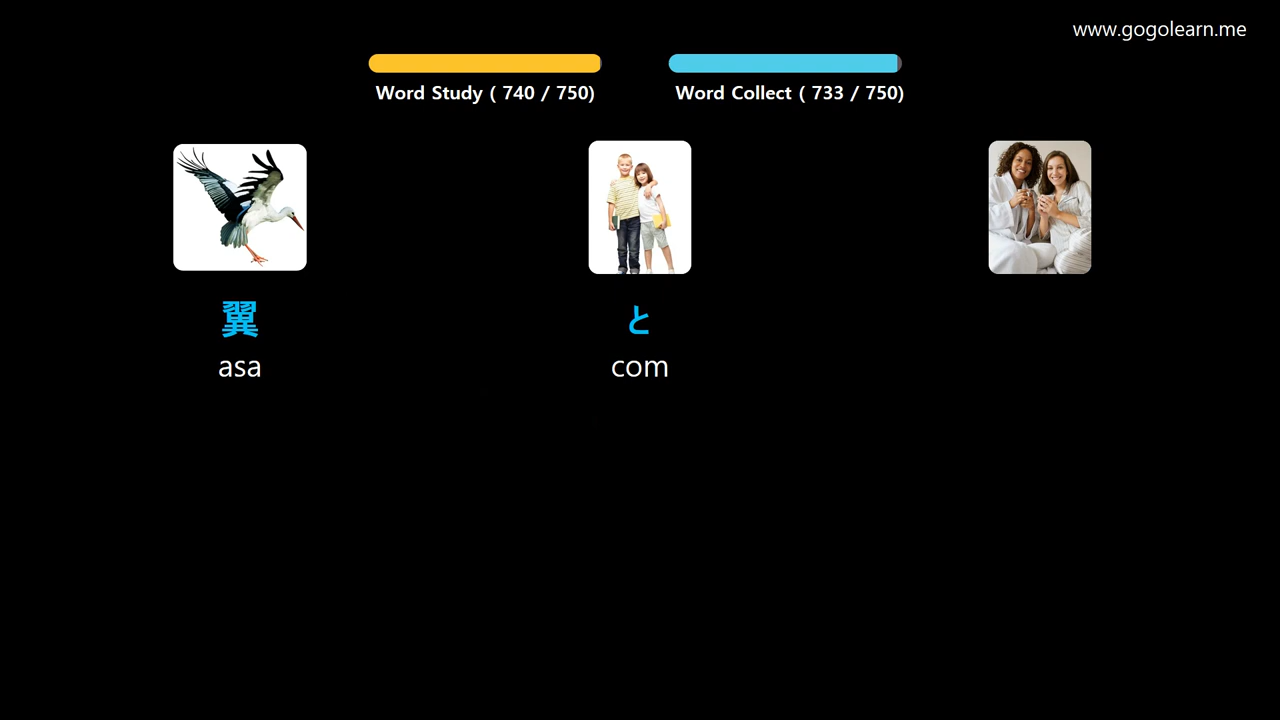 www.gogolearn.me
Word Study ( 740 / 750)
Word Collect ( 733 / 750)
翼
と
asa
com